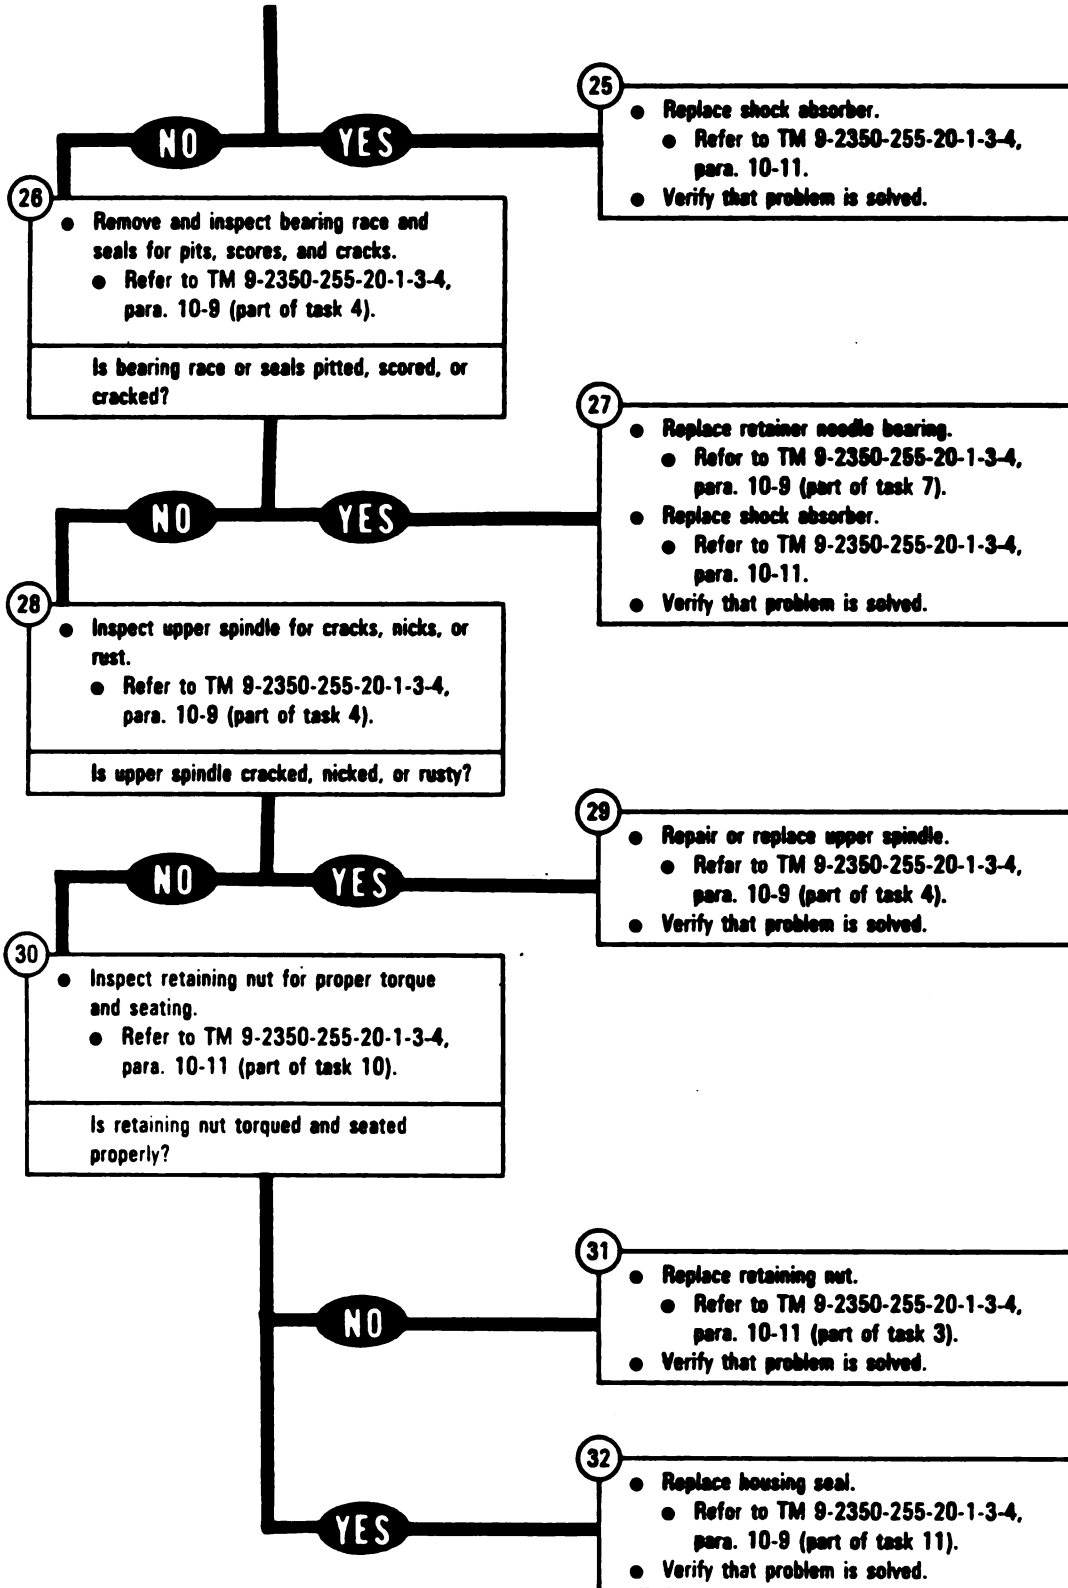 NO
YES
25
● Replace shock absorber.
● Refer to TM 9-2350-255-20-1-3-4,
para. 10-11.
● Verify that problem is solved.
26
● Remove and inspect bearing race and
seals for pits, scores, and cracks.
● Refer to TM 9-2350-255-20-1-3-4,
para. 10-9 (part of task 4).
Is bearing race or seals pitted, scored, or
cracked?
NO
YES
27
● Replace retainer needle bearing.
● Refer to TM 9-2350-255-20-1-3-4,
para. 10-9 (part of task 7).
● Replace shock absorber.
● Refer to TM 9-2350-255-20-1-3-4,
para. 10-11.
● Verify that problem is solved.
28
● Inspect upper spindle for cracks, nicks, or
rust.
● Refer to TM 9-2350-255-20-1-3-4,
para. 10-9 (part of task 4).
Is upper spindle cracked, nicked, or rusty?
NO
YES
29
● Repair or replace upper spindle.
● Refer to TM 9-2350-255-20-1-3-4,
para. 10-9 (part of task 4).
● Verify that problem is solved.
30
● Inspect retaining nut for proper torque
and seating.
● Refer to TM 9-2350-255-20-1-3-4,
para. 10-11 (part of task 10).
Is retaining nut torqued and seated
properly?
NO
31
● Replace retaining nut.
● Refer to TM 9-2350-255-20-1-3-4,
para. 10-11 (part of task 3).
● Verify that problem is solved.
YES
32
● Replace housing seal.
● Refer to TM 9-2350-255-20-1-3-4,
para. 10-9 (part of task 11).
● Verify that problem is solved.